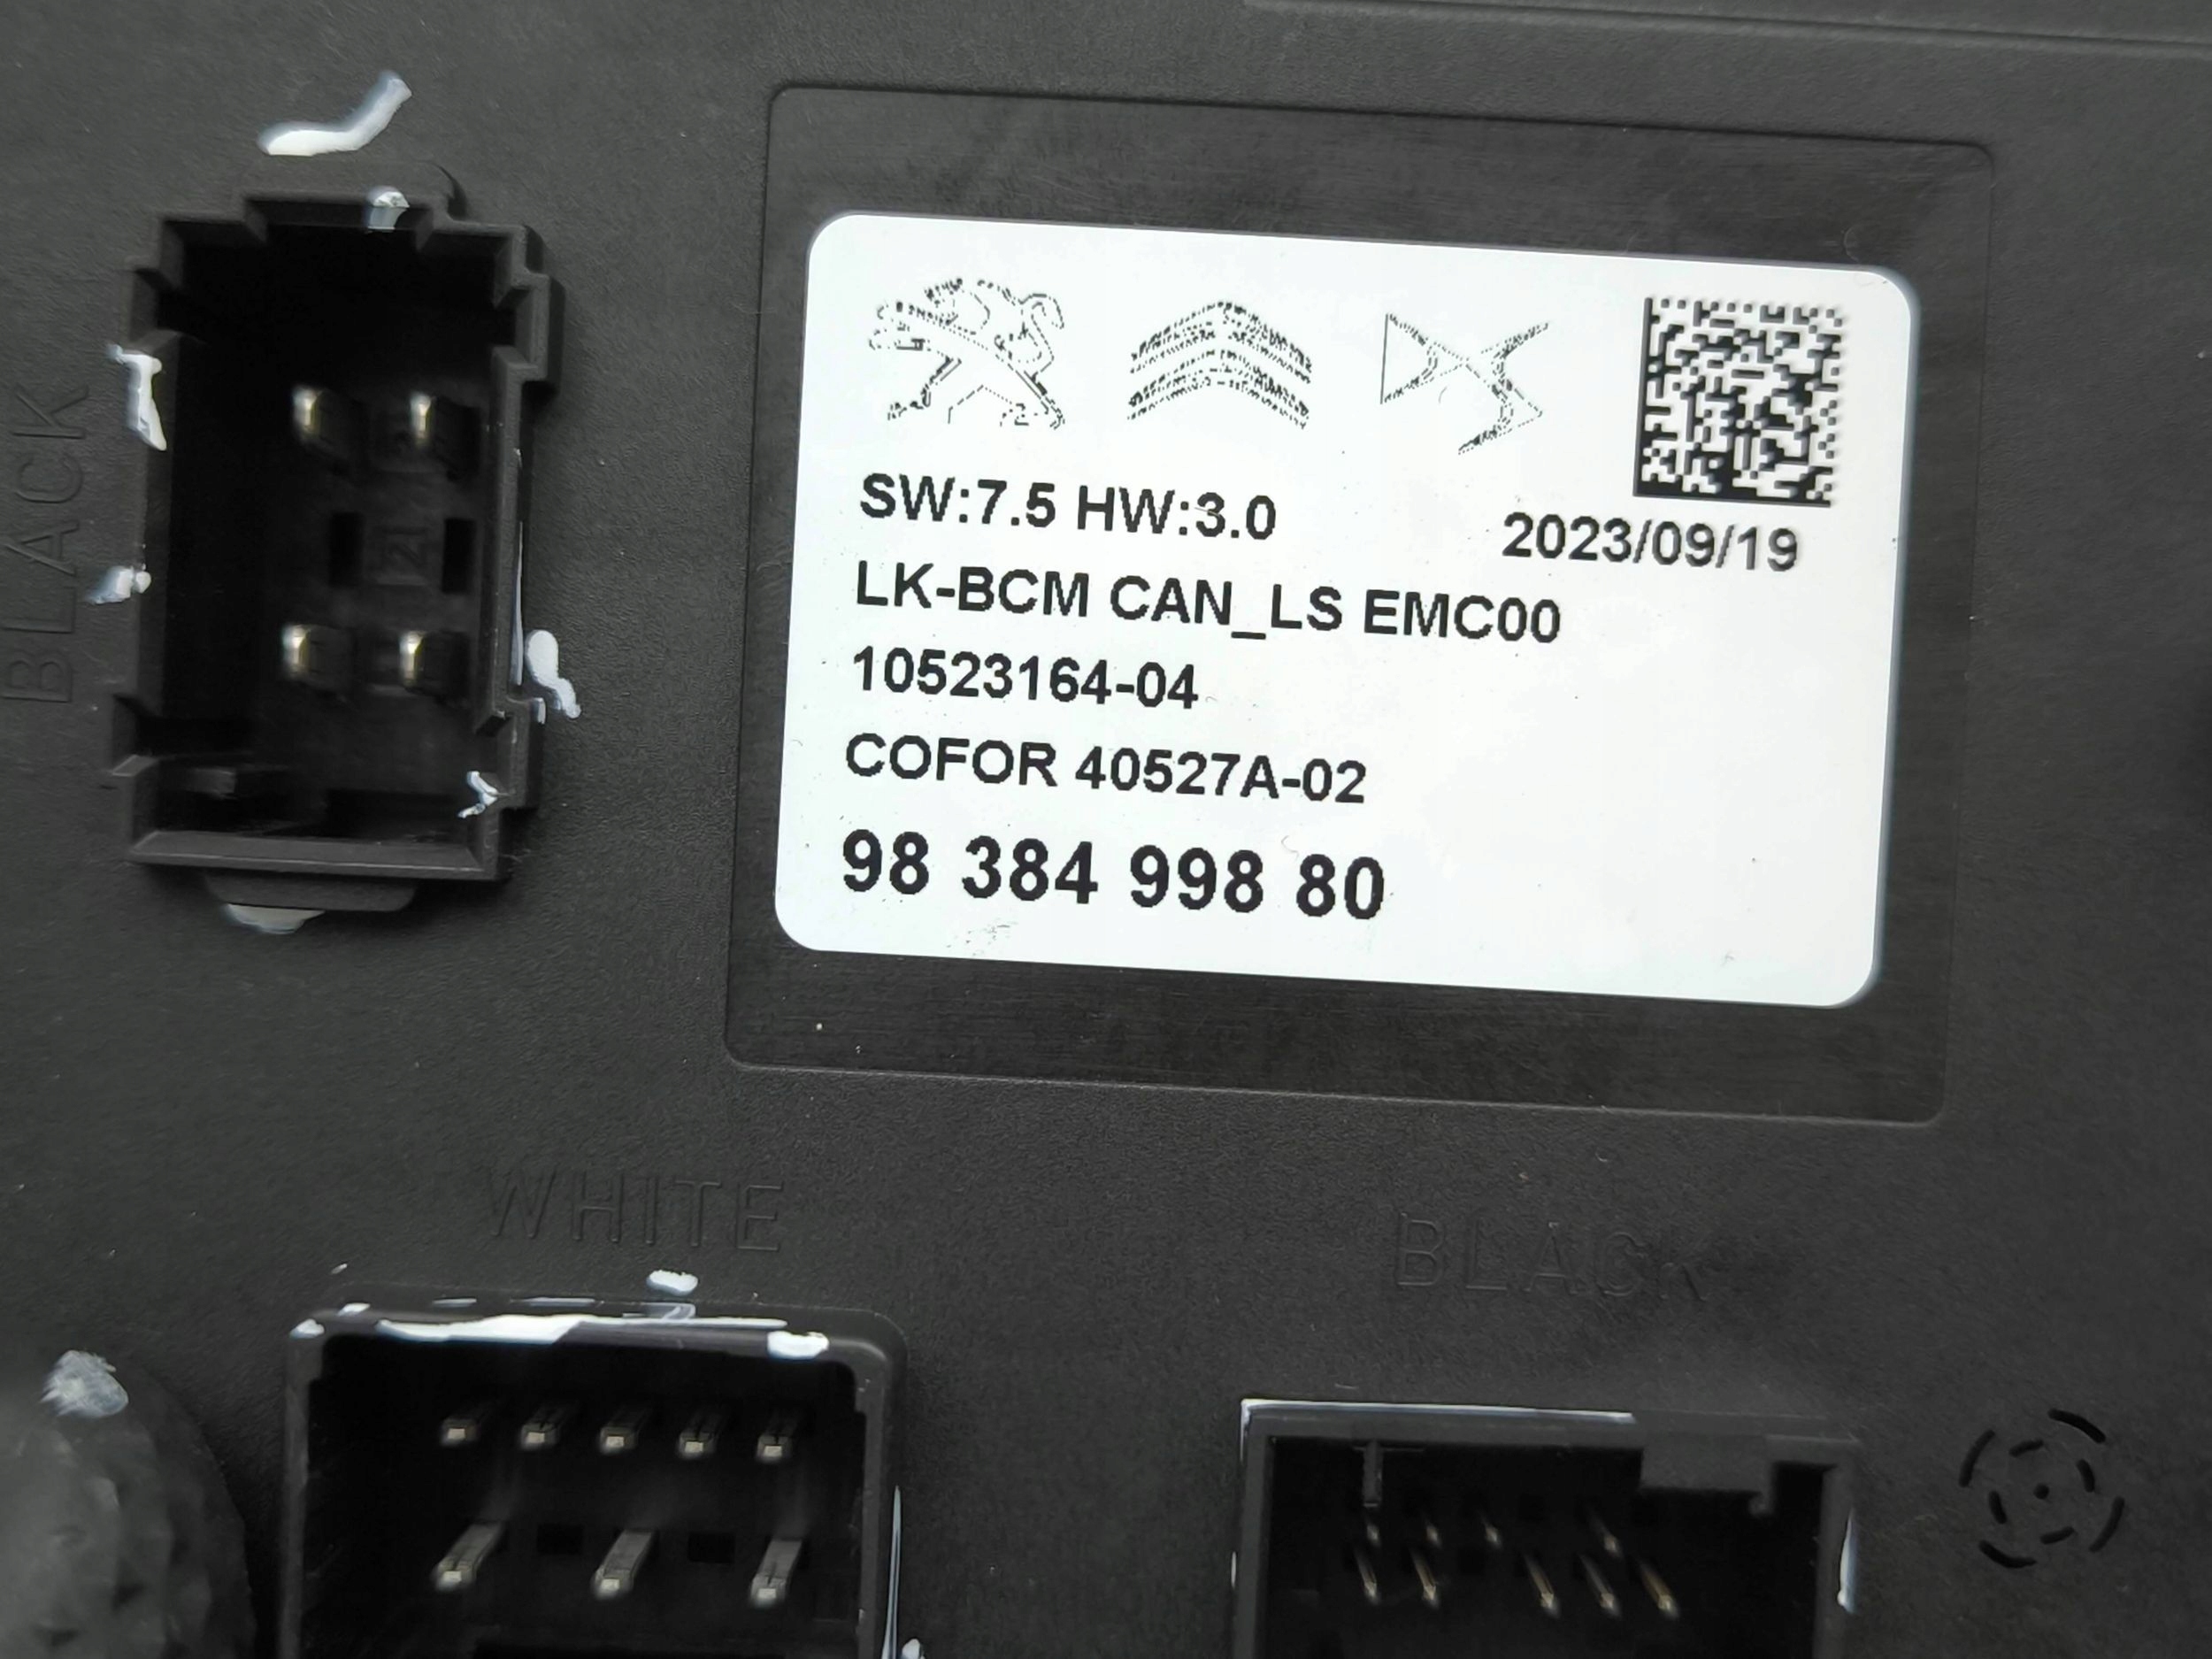 BLACK
SW:7.5 HW:3.0
2023/09/19
LK-BCM CAN_LS EMC00
10523164-04
COFOR 40527A-02
98 384 998 80
WHITE
BLACK